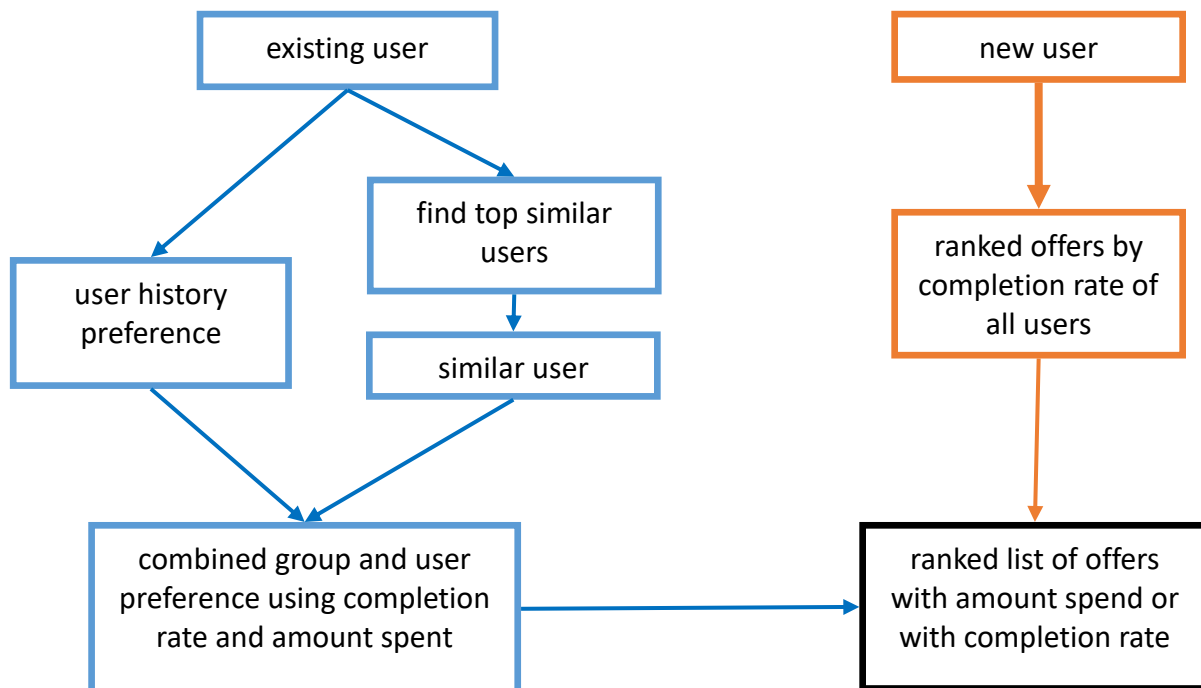 existing user
new user
find top similar
users
user history
preference
similar user
ranked offers by
completion rate of
all users
combined group and user
preference using completion
rate and amount spent
ranked list of offers
with amount spend or
with completion rate